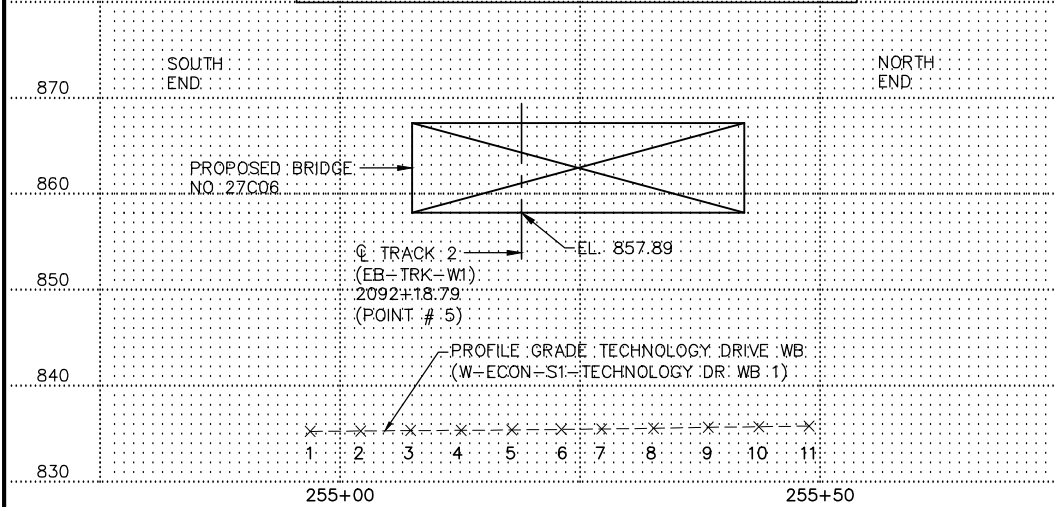 SOUTH
END
NORTH
END
870
PROPOSED BRIDGE
NO 27C06
860
EL. 857.89
℄ TRACK 2
(EB-TRK-W1)
2092+18.79
(POINT # 5)
850
PROFILE GRADE TECHNOLOGY DRIVE WB
(W-ECON-S1-TECHNOLOGY DR WB 1)
840
1 2 3 4 5 6 7 8 9 10 11
830
255+00 255+50